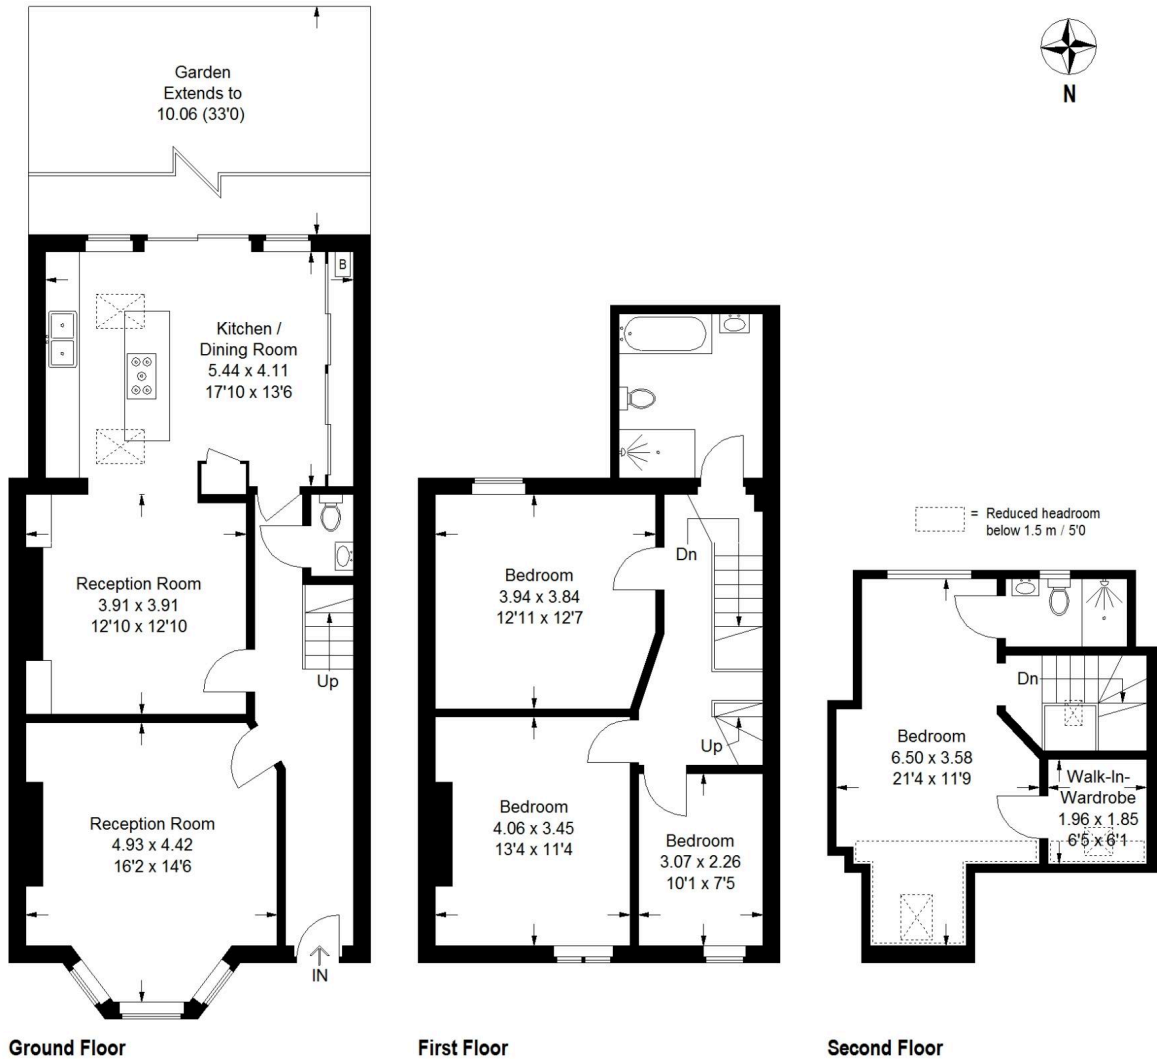 Garden
Extends to
10.06 (33'0)
N
B
Kitchen /
Dining Room
5.44 x 4.11
17'10 x 13'6
Reception Room
3.91 x 3.91
12'10 x 12'10
Up
Reception Room
4.93 x 4.42
16'2 x 14'6
IN
Ground Floor
Dn
Bedroom
3.94 x 3.84
12'11 x 12'7
Up
Bedroom
4.06 x 3.45
13'4 x 11'4
Bedroom
3.07 x 2.26
10'1 x 7'5
First Floor
= Reduced headroom
below 1.5 m / 5'0
Dn
Bedroom
6.50 x 3.58
21'4 x 11'9
Walk-In-
Wardrobe
1.96 x 1.85
6'5 x 6'1
Second Floor